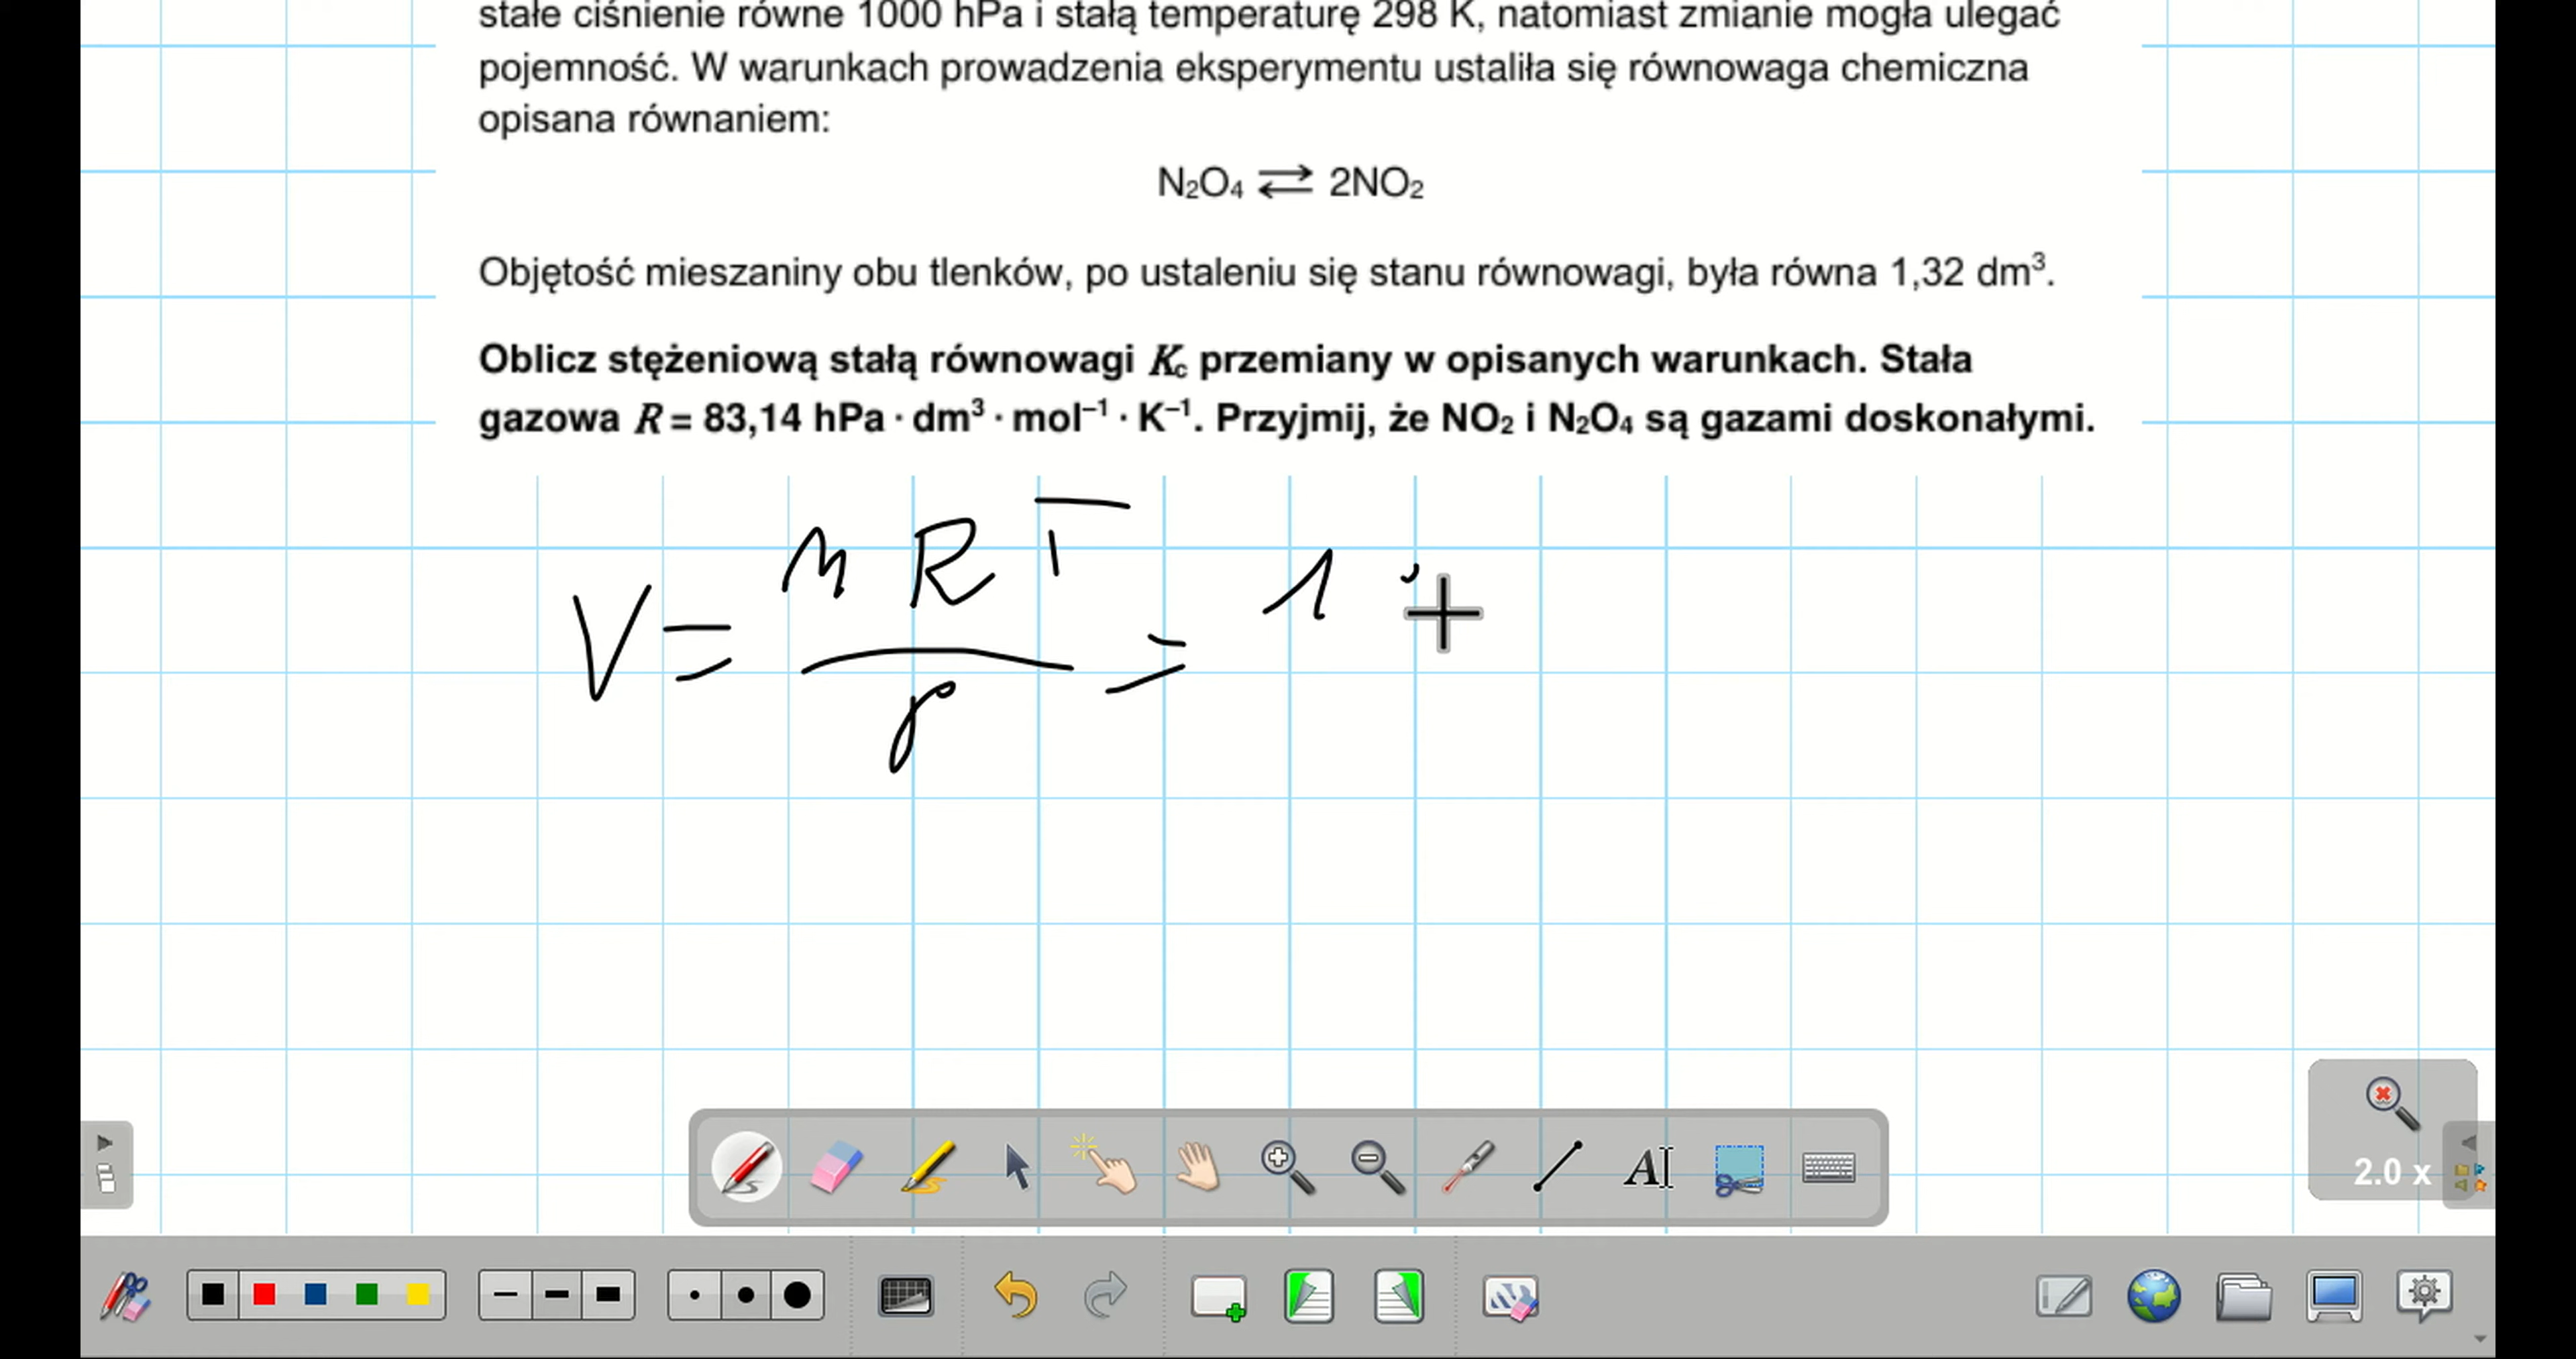 stałe ciśnienie równe 1000 hPa i stałą temperaturę 298 K, natomiast zmianie mogła ulegać
pojemność. W warunkach prowadzenia eksperymentu ustaliła się równowaga chemiczna
opisana równaniem:
N₂O₄ ⇄ 2NO₂
Objętość mieszaniny obu tlenków, po ustaleniu się stanu równowagi, była równa 1,32 dm³.
Oblicz stężeniową stałą równowagi Kc przemiany w opisanych warunkach. Stała
gazowa R = 83,14 hPa · dm³ · mol⁻¹ · K⁻¹. Przyjmij, że NO₂ i N₂O₄ są gazami doskonałymi.
V = n R T / p = 1
AI
2.0 x